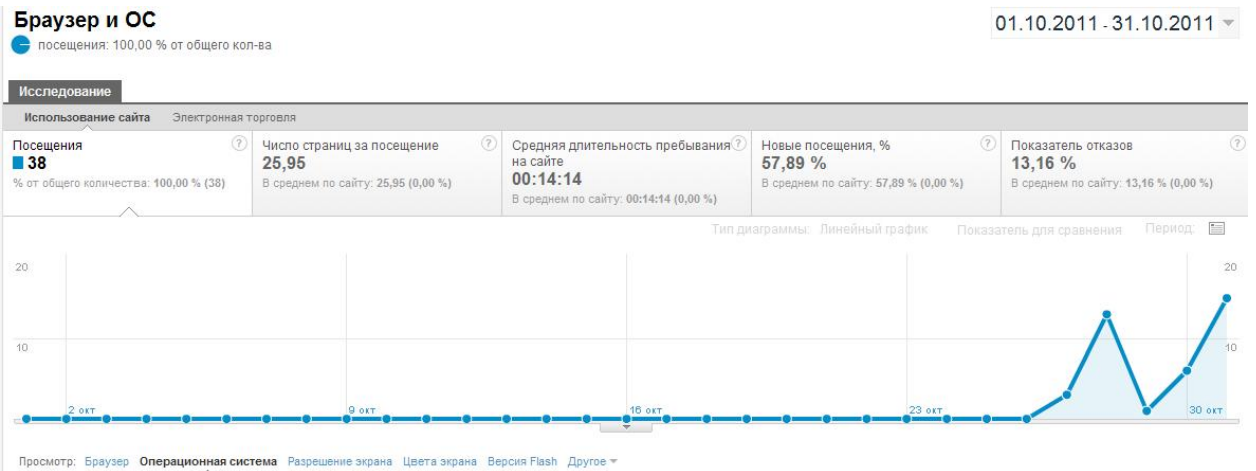 Браузер и ОС
01.10.2011 - 31.10.2011
посещения: 100,00 % от общего кол-ва
Исследование
Использование сайта Электронная торговля
Посещения
38
% от общего количества: 100,00 % (38)
Число страниц за посещение
25,95
В среднем по сайту: 25,95 (0,00 %)
Средняя длительность пребывания
на сайте
00:14:14
В среднем по сайту: 00:14:14 (0,00 %)
Новые посещения, %
57,89 %
В среднем по сайту: 57,89 % (0,00 %)
Показатель отказов
13,16 %
В среднем по сайту: 13,16 % (0,00 %)
Тип диаграммы: Линейный график Показатель для сравнения Период:
20 20
10 10
2 окт 9 окт 16 окт 23 окт 30 окт
Просмотр: Браузер Операционная система Разрешение экрана Цвета экрана Версия Flash Другое